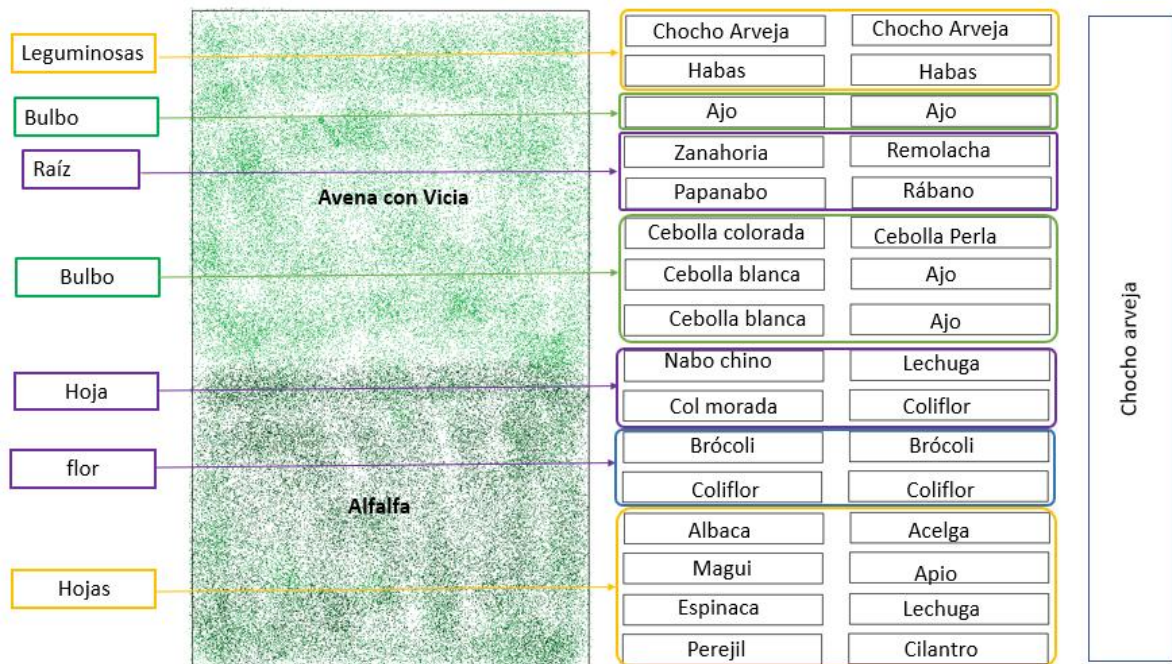 Leguminosas
Chocho Arveja
Chocho Arveja
Habas
Habas
Bulbo
Ajo
Ajo
Raíz
Zanahoria
Remolacha
Papanabo
Rábano
Avena con Vicia
Bulbo
Cebolla colorada
Cebolla Perla
Cebolla blanca
Ajo
Cebolla blanca
Ajo
Hoja
Nabo chino
Lechuga
Col morada
Coliflor
flor
Brócoli
Brócoli
Coliflor
Coliflor
Alfalfa
Hojas
Albaca
Acelga
Magui
Apio
Espinaca
Lechuga
Perejil
Cilantro
Chocho arveja